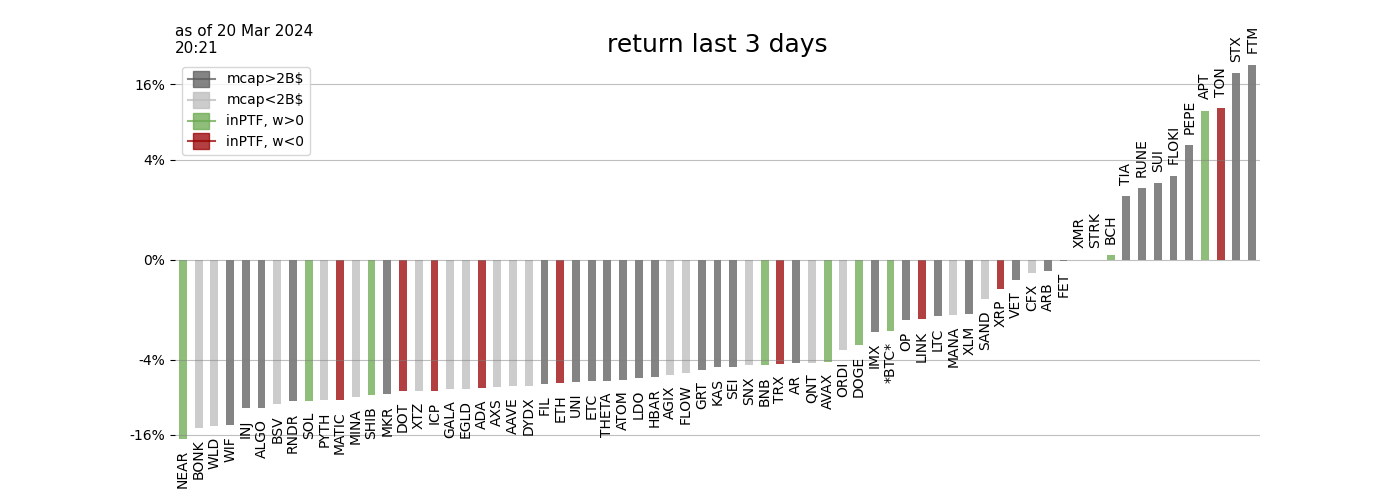 as of 20 Mar 2024
20:21
return last 3 days
mcap>2B$
mcap<2B$
inPTF, w>0
inPTF, w<0
16%
4%
0%
-4%
-16%
NEAR
BONK
WLD
WIF
INJ
ALGO
BSV
RNDR
SOL
PYTH
MATIC
MINA
SHIB
MKR
DOT
XTZ
ICP
GALA
EGLD
ADA
AXS
AAVE
DYDX
FIL
ETH
UNI
ETC
THETA
ATOM
LDO
HBAR
AGIX
FLOW
GRT
KAS
SEI
SNX
BNB
TRX
AR
QNT
AVAX
ORDI
DOGE
IMX
*BTC*
OP
LINK
LTC
MANA
XLM
SAND
XRP
VET
CFX
ARB
FET
XMR
STRK
BCH
TIA
RUNE
SUI
FLOKI
PEPE
APT
TON
STX
FTM